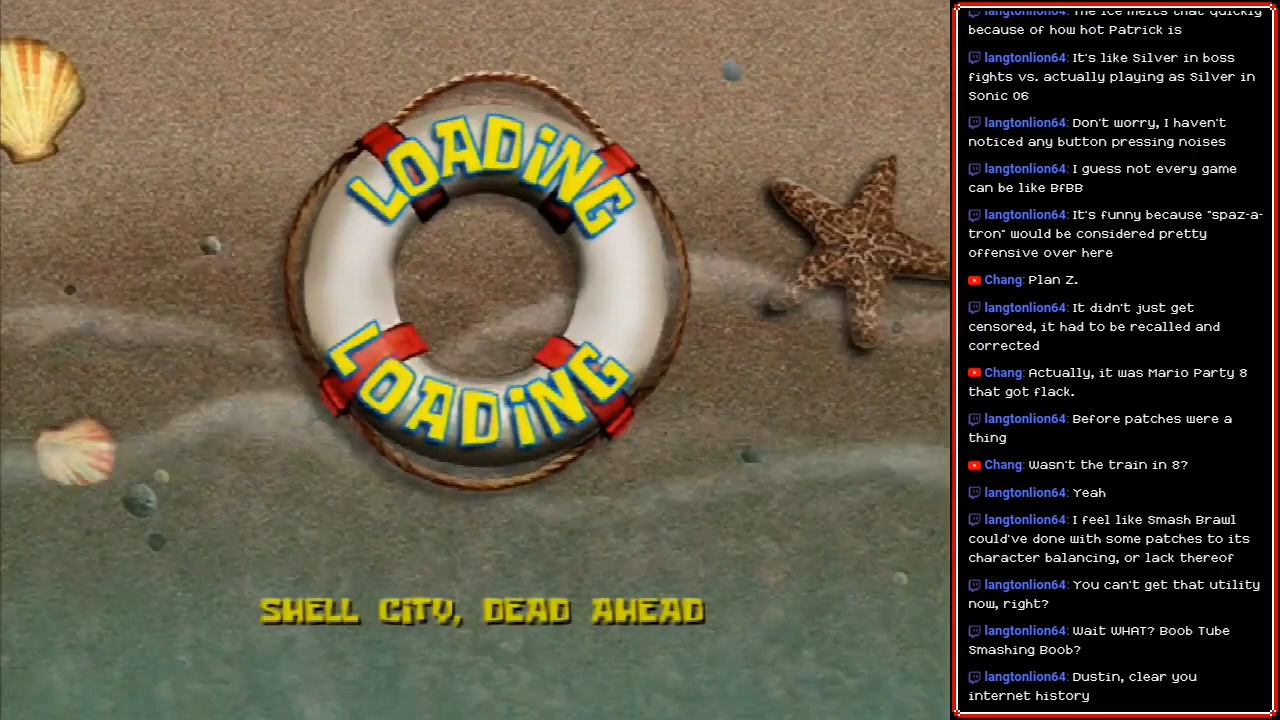 LOADING
LOADING
SHELL CITY, DEAD AHEAD
langtonlion64: The ice melts that quickly
because of how hot Patrick is
langtonlion64: It's like Silver in boss
fights vs. actually playing as Silver in
Sonic 06
langtonlion64: Don't worry, I haven't
noticed any button pressing noises
langtonlion64: I guess not every game
can be like BfBB
langtonlion64: It's funny because "spaz-a-
tron" would be considered pretty
offensive over here
Chang: Plan Z.
langtonlion64: It didn't just get
censored, it had to be recalled and
corrected
Chang: Actually, it was Mario Party 8
that got flack.
langtonlion64: Before patches were a
thing
Chang: Wasn't the train in 8?
langtonlion64: Yeah
langtonlion64: I feel like Smash Brawl
could've done with some patches to its
character balancing, or lack thereof
langtonlion64: You can't get that utility
now, right?
langtonlion64: Wait WHAT? Boob Tube
Smashing Boob?
langtonlion64: Dustin, clear you
internet history